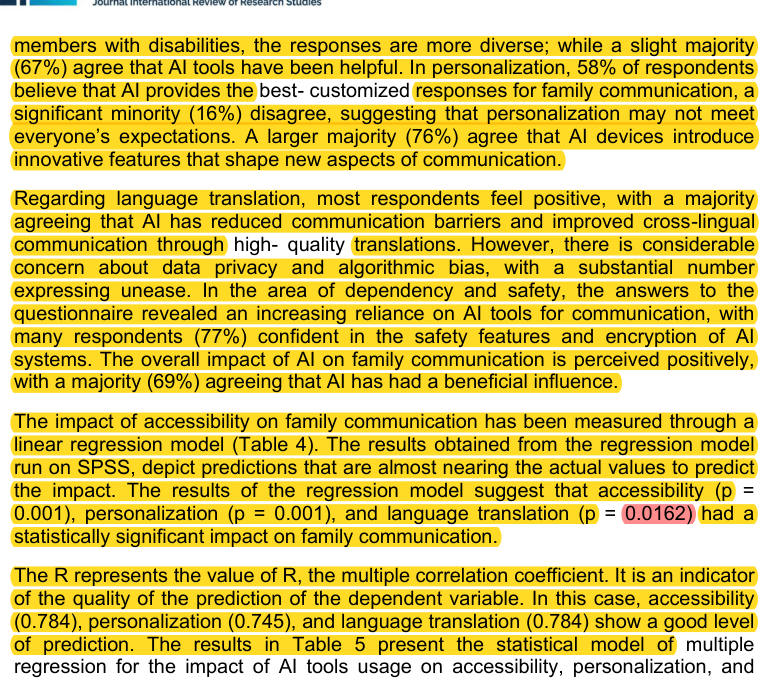 Journal International Review of Research Studies
members with disabilities, the responses are more diverse; while a slight majority
(67%) agree that AI tools have been helpful. In personalization, 58% of respondents
believe that AI provides the best- customized responses for family communication, a
significant minority (16%) disagree, suggesting that personalization may not meet
everyone’s expectations. A larger majority (76%) agree that AI devices introduce
innovative features that shape new aspects of communication.
Regarding language translation, most respondents feel positive, with a majority
agreeing that AI has reduced communication barriers and improved cross-lingual
communication through high- quality translations. However, there is considerable
concern about data privacy and algorithmic bias, with a substantial number
expressing unease. In the area of dependency and safety, the answers to the
questionnaire revealed an increasing reliance on AI tools for communication, with
many respondents (77%) confident in the safety features and encryption of AI
systems. The overall impact of AI on family communication is perceived positively,
with a majority (69%) agreeing that AI has had a beneficial influence.
The impact of accessibility on family communication has been measured through a
linear regression model (Table 4). The results obtained from the regression model
run on SPSS, depict predictions that are almost nearing the actual values to predict
the impact. The results of the regression model suggest that accessibility (p =
0.001), personalization (p = 0.001), and language translation (p = 0.0162) had a
statistically significant impact on family communication.
The R represents the value of R, the multiple correlation coefficient. It is an indicator
of the quality of the prediction of the dependent variable. In this case, accessibility
(0.784), personalization (0.745), and language translation (0.784) show a good level
of prediction. The results in Table 5 present the statistical model of multiple
regression for the impact of AI tools usage on accessibility, personalization, and